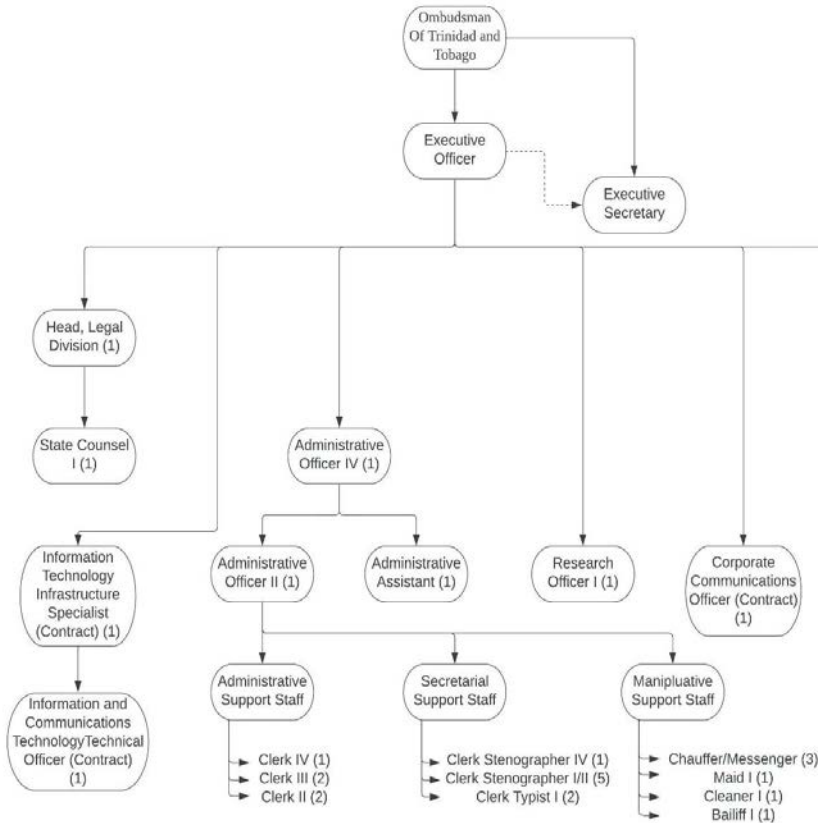 Ombudsman
Of Trinidad and
Tobago
Executive
Officer
Executive
Secretary
Head, Legal
Division (1)
State Counsel
I (1)
Administrative
Officer IV (1)
Information
Technology
Infrastructure
Specialist
(Contract) (1)
Administrative
Officer II (1)
Administrative
Assistant (1)
Research
Officer I (1)
Corporate
Communications
Officer (Contract)
(1)
Information and
Communications
TechnologyTechnical
Officer (Contract)
(1)
Administrative
Support Staff
Secretarial
Support Staff
Manipluative
Support Staff
Clerk IV (1)
Clerk III (2)
Clerk II (2)
Clerk Stenographer IV (1)
Clerk Stenographer I/II (5)
Clerk Typist I (2)
Chauffer/Messenger (3)
Maid I (1)
Cleaner I (1)
Bailiff I (1)